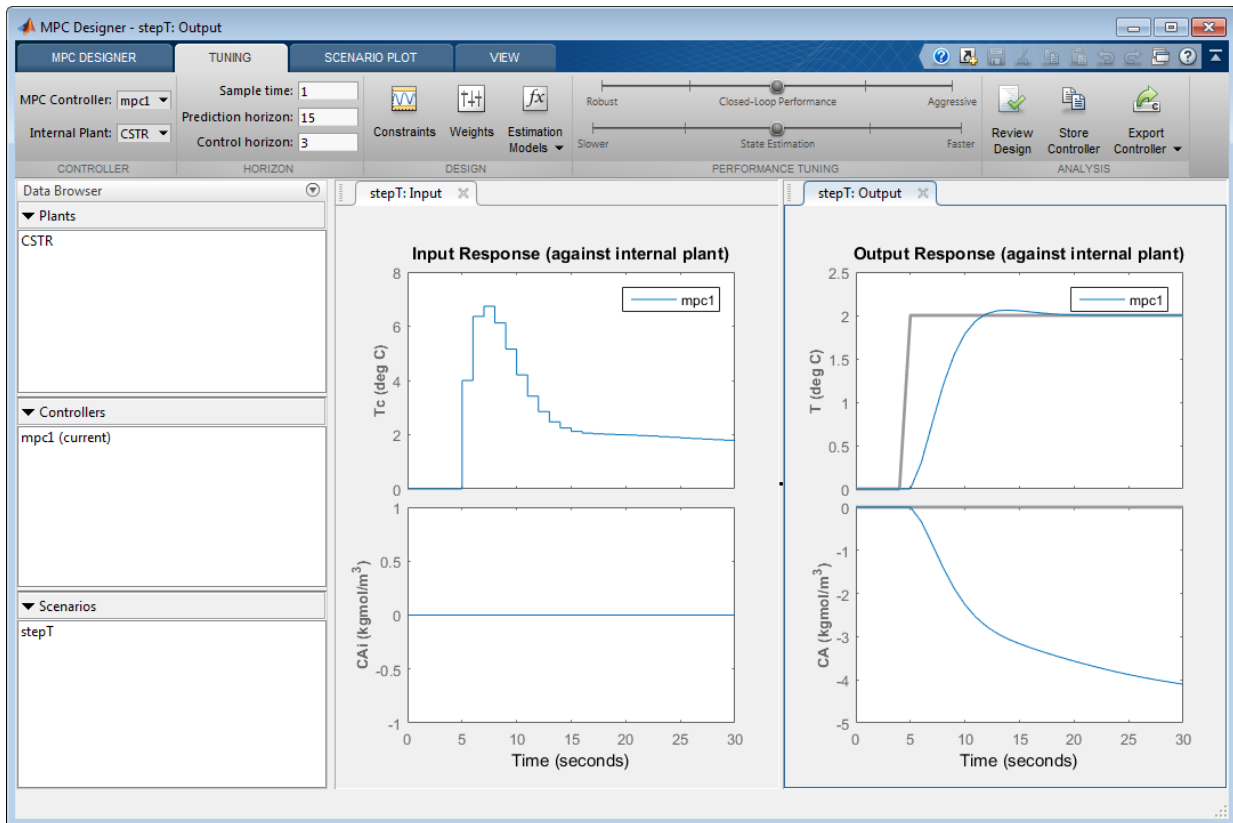 MPC Designer - stepT: Output
MPC DESIGNER TUNING SCENARIO PLOT VIEW
MPC Controller: mpc1
Internal Plant: CSTR
CONTROLLER
Sample time: 1
Prediction horizon: 15
Control horizon: 3
HORIZON
Constraints
Weights
fx
Estimation
Models
DESIGN
Robust Closed-Loop Performance Aggressive
Slower State Estimation Faster
PERFORMANCE TUNING
Review
Design
Store
Controller
C
Export
Controller
ANALYSIS
Data Browser
Plants
CSTR
Controllers
mpc1 (current)
Scenarios
stepT
stepT: Input
Input Response (against internal plant)
mpc1
Tc (deg C)
8
6
4
2
0
CAi (kgmol/m³)
1
0.5
0
-0.5
-1
0 5 10 15 20 25 30
Time (seconds)
stepT: Output
Output Response (against internal plant)
mpc1
T (deg C)
2.5
2
1.5
1
0.5
0
CA (kgmol/m³)
0
-1
-2
-3
-4
-5
0 5 10 15 20 25 30
Time (seconds)